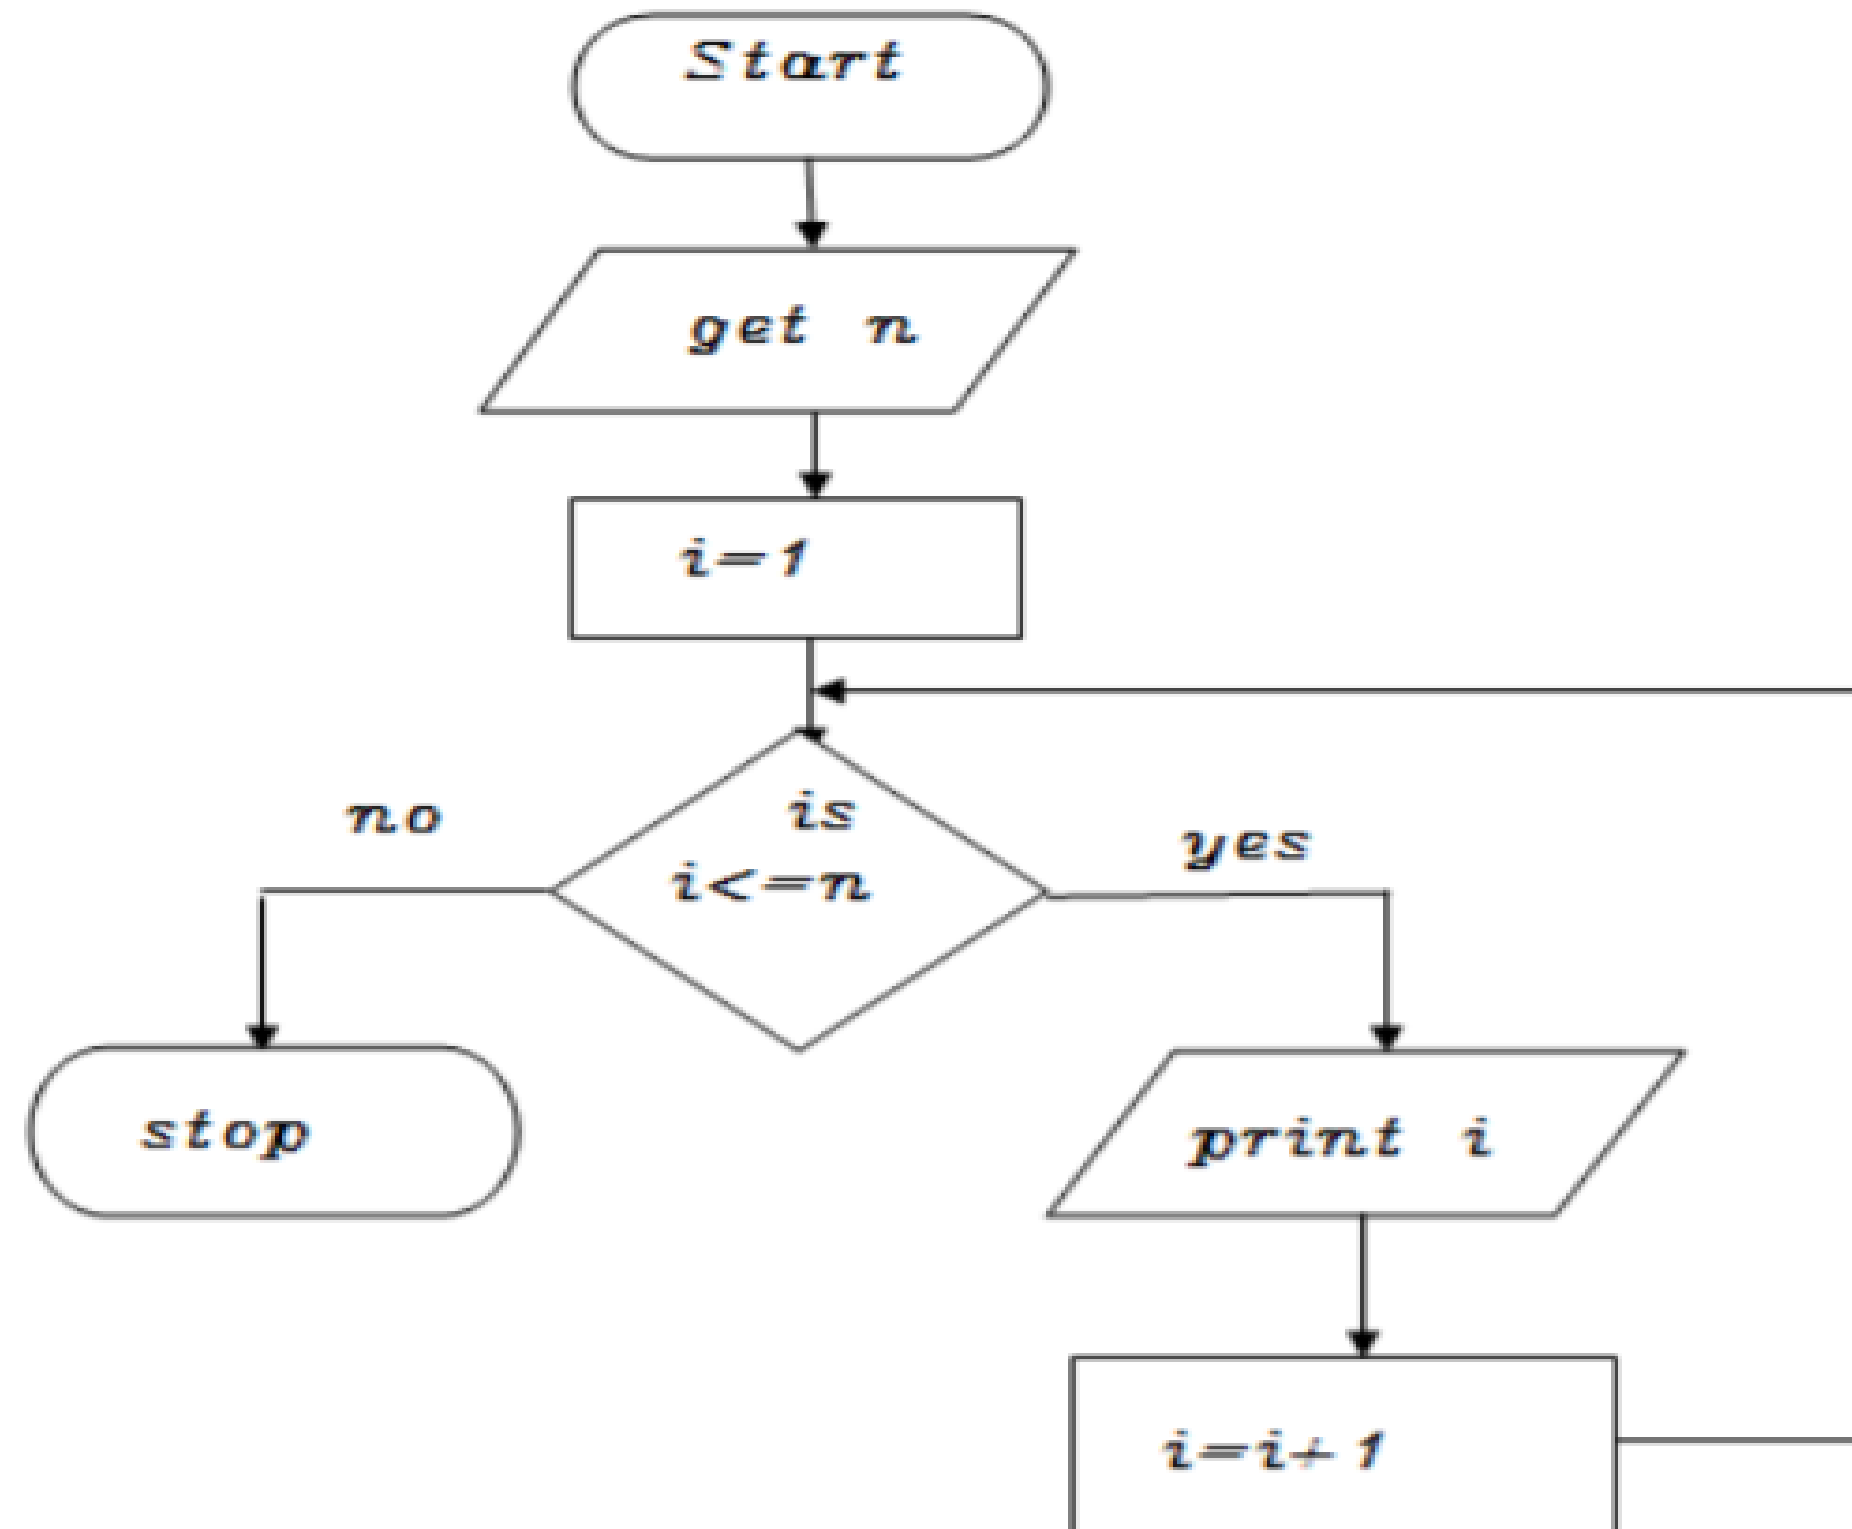 Start
get n
i=1
is
i<=n
no
yes
stop
print i
i=i+1